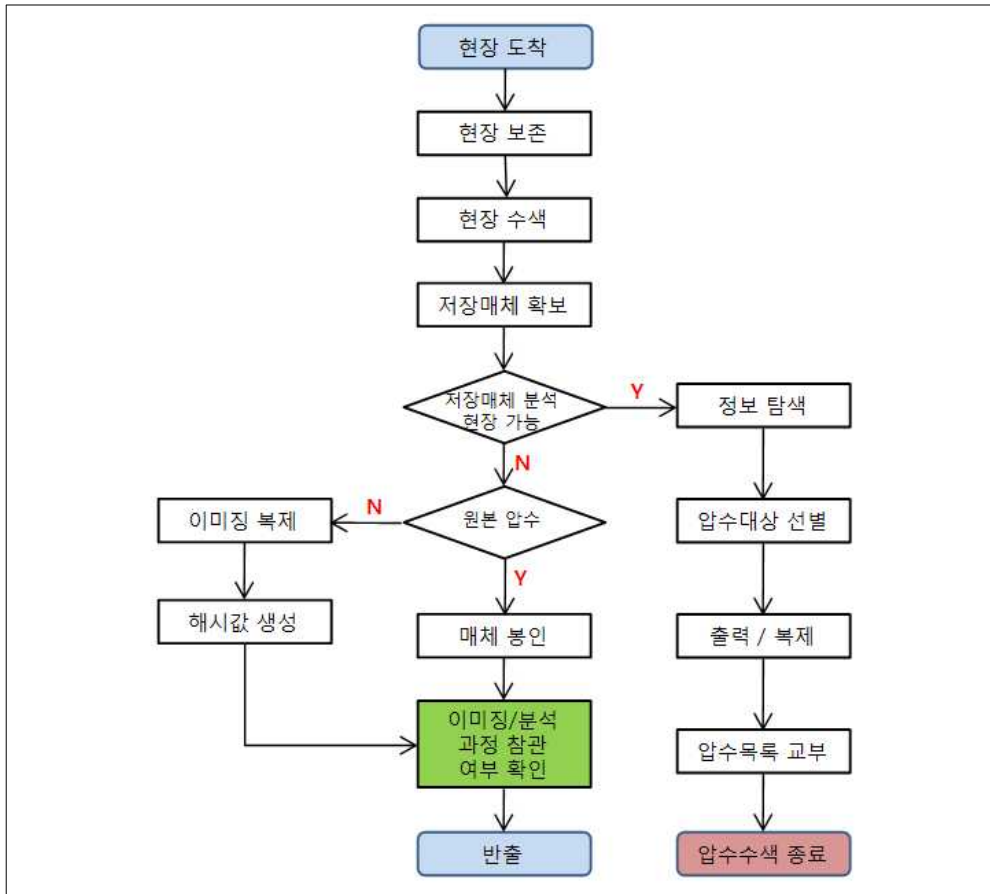 현장 도착
현장 보존
현장 수색
저장매체 확보
저장매체 분석
현장 가능
Y
정보 탐색
N
이미징 복제
N
원본 압수
압수대상 선별
Y
해시값 생성
매체 봉인
출력 / 복제
이미징/분석
과정 참관
여부 확인
압수목록 교부
반출
압수수색 종료